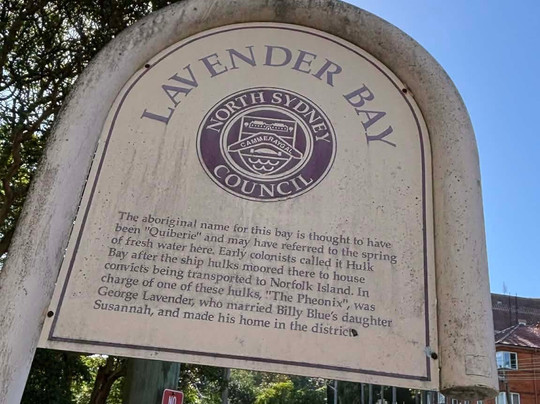 LAVENDER BAY
NORTH SYDNEY
CAMMERAYGAL
COUNCIL
The aboriginal name for this bay is thought to have
been "Quiberie" and may have referred to the spring
of fresh water here. Early colonists called it Hulk
Bay after the ship hulks moored there to house
convicts being transported to Norfolk Island. In
charge of one of these hulks, "The Pheonix", was
George Lavender, who married Billy Blue's daughter
Susannah, and made his home in the district.
NO